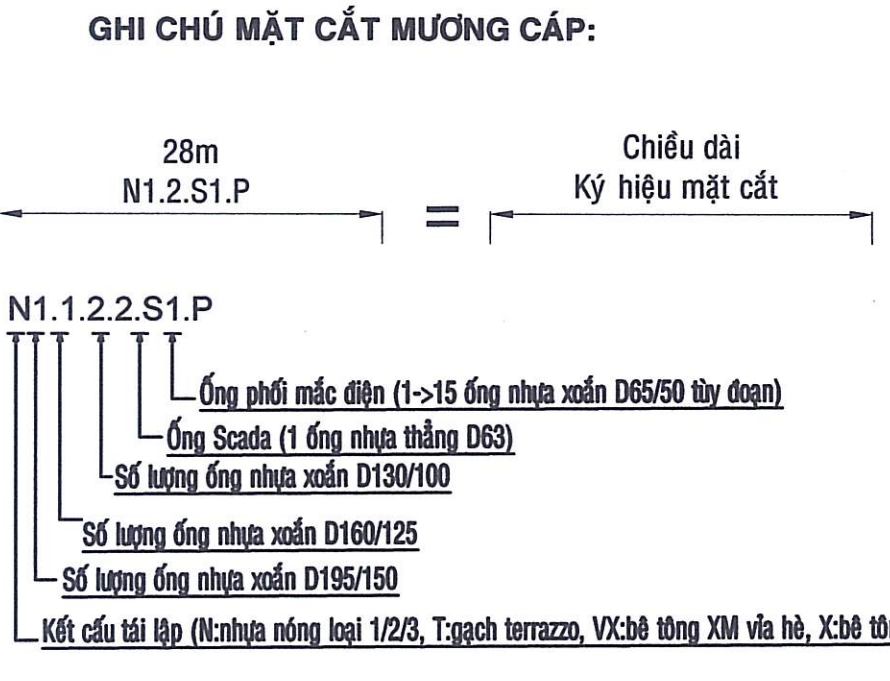 GHI CHÚ MẶT CẮT MƯƠNG CÁP:
28m
N1.2.S1.P
=
Chiều dài
Ký hiệu mặt cắt
N1.1.2.2.S1.P
Ống phối mắc điện (1->15 ống nhựa xoắn D65/50 tùy đoạn)
Ống Scada (1 ống nhựa thẳng D63)
Số lượng ống nhựa xoắn D130/100
Số lượng ống nhựa xoắn D160/125
Số lượng ống nhựa xoắn D195/150
Kết cấu tái lập (N:nhựa nóng loại 1/2/3, T:gạch terrazzo, VX:bê tông XM vỉa hè, X:bê